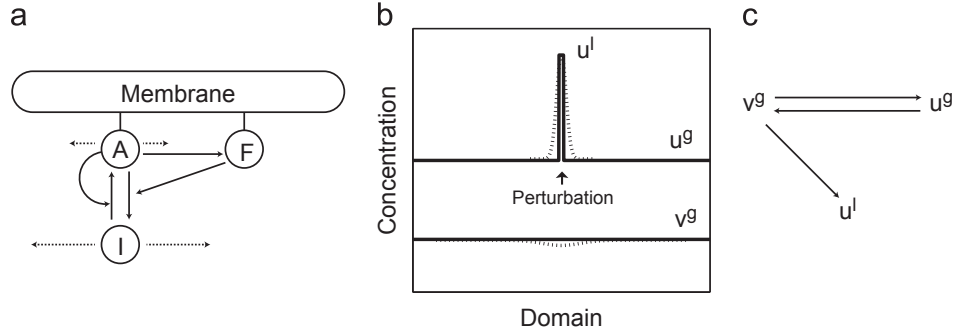 a
Membrane
A
F
I
b
Concentration
u^l
u^g
Perturbation
v^g
Domain
c
v^g
u^g
u^l